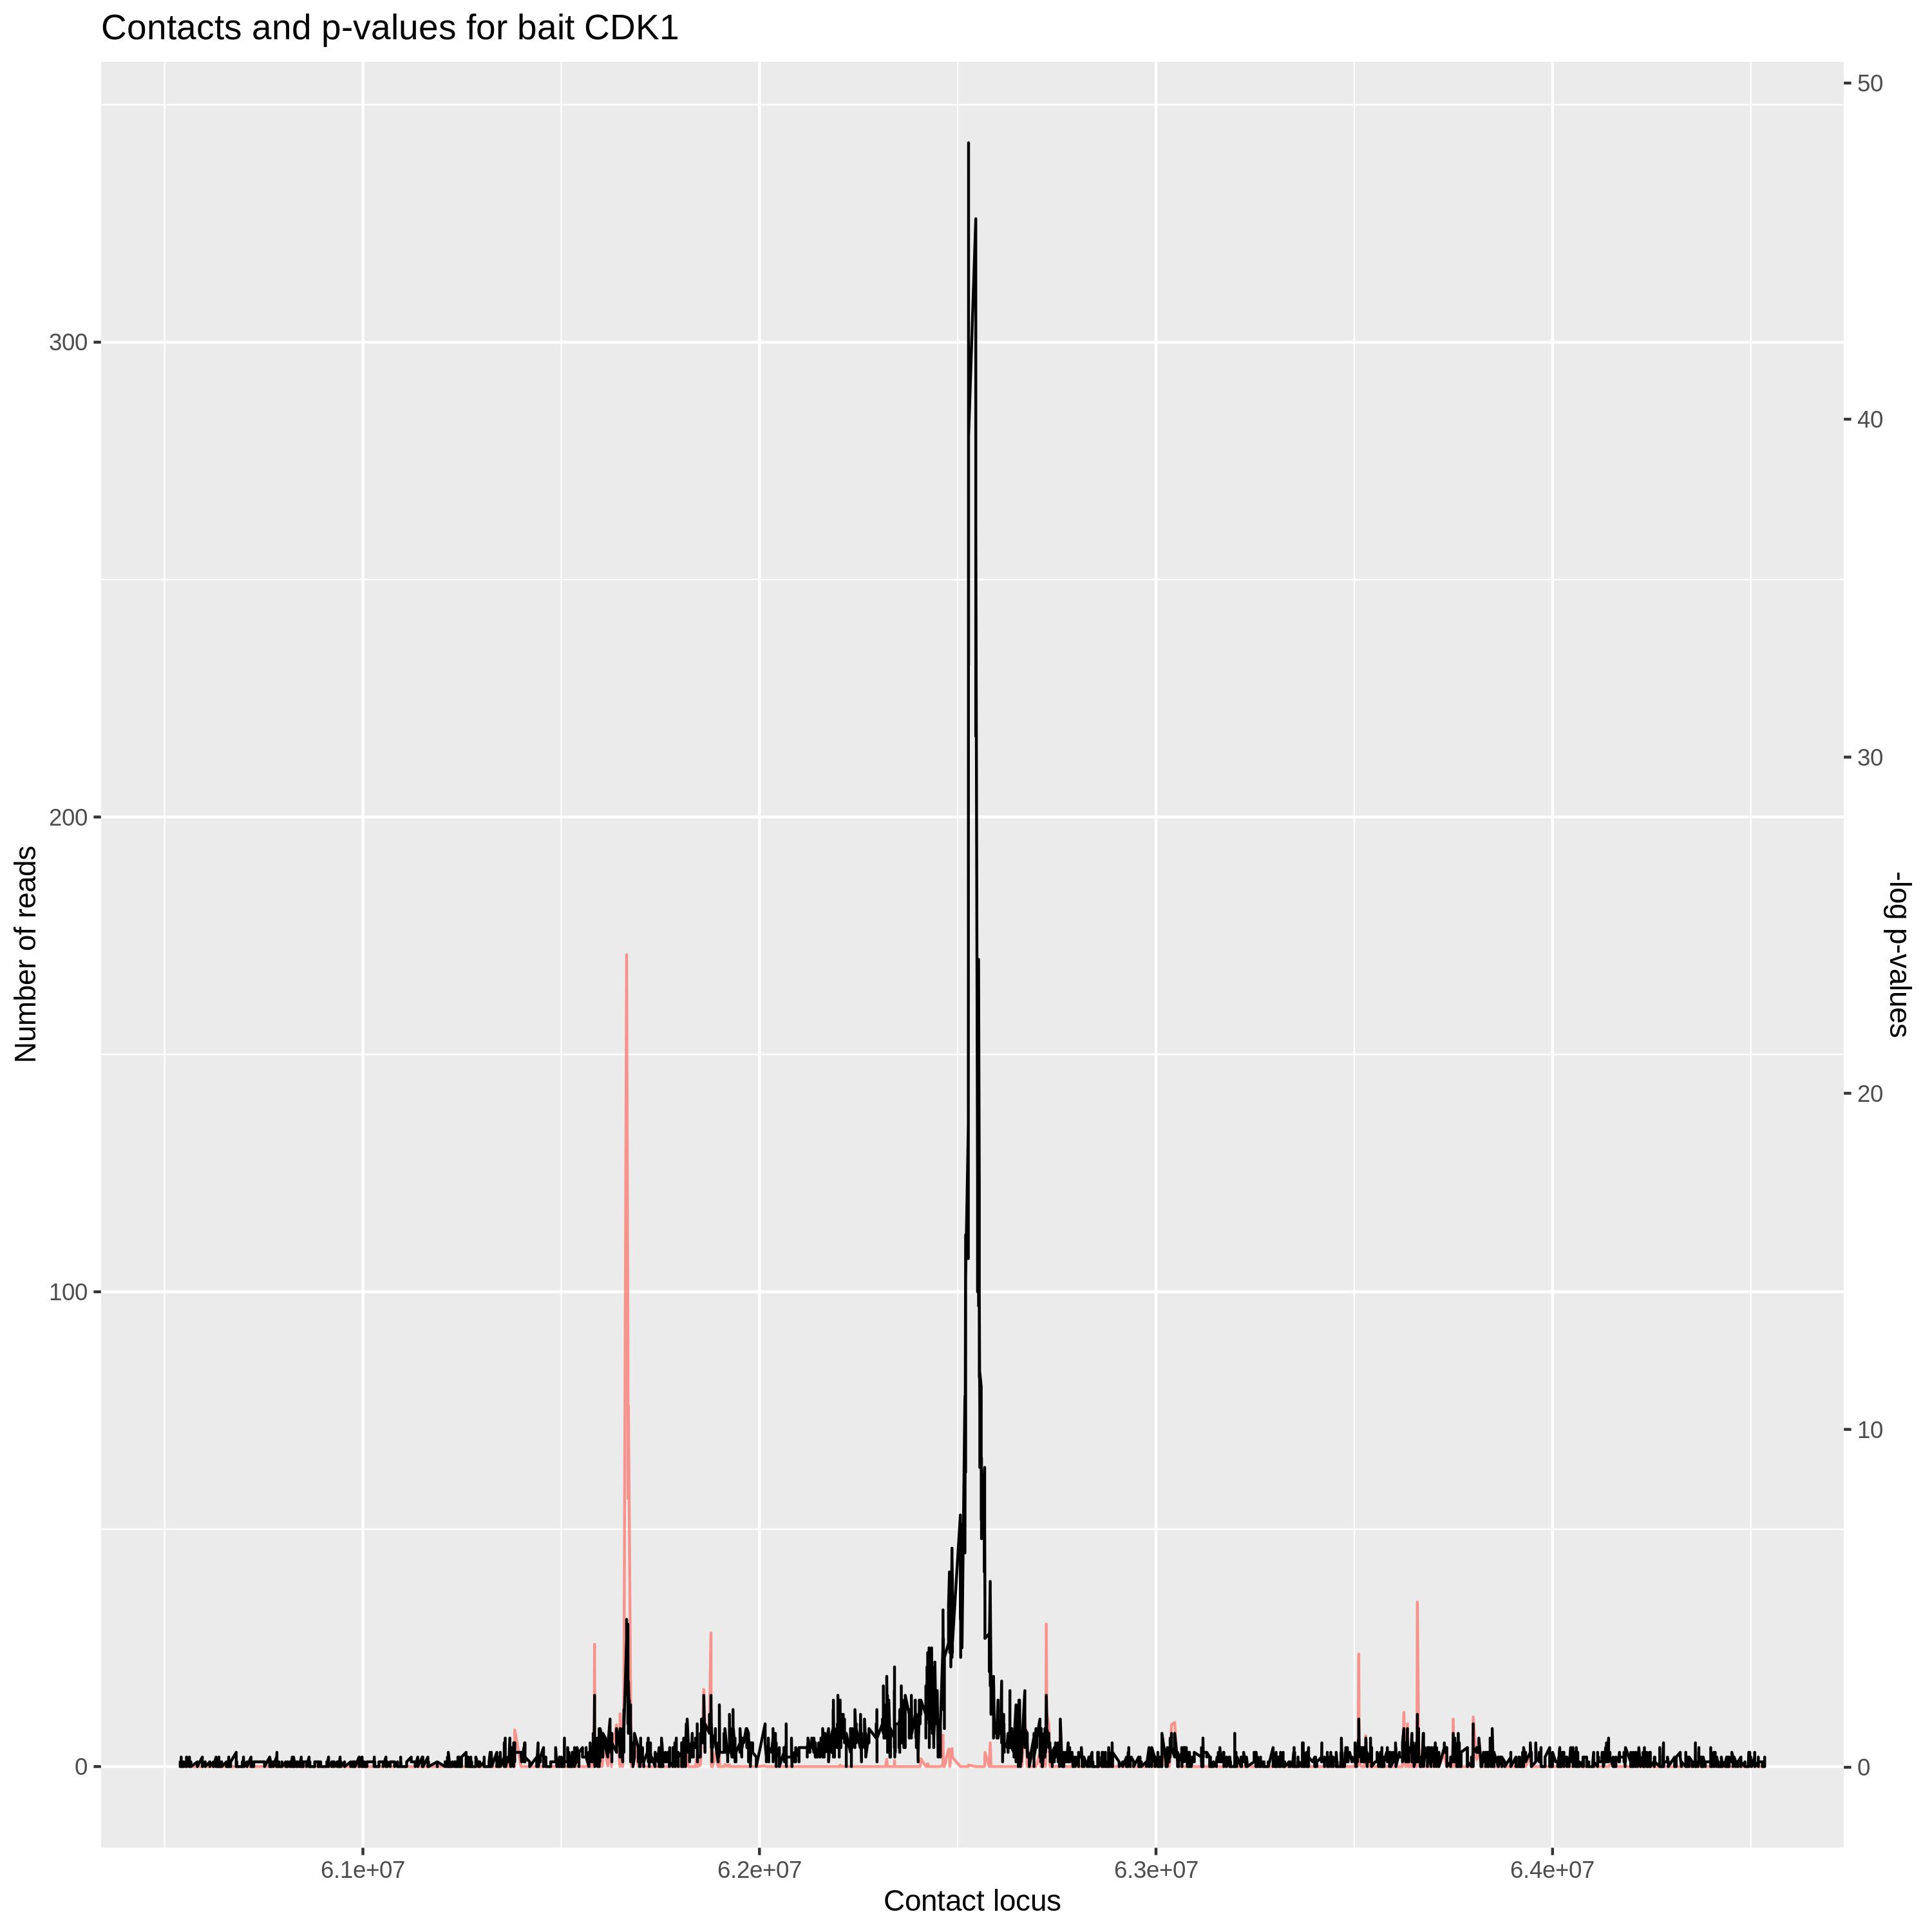 Contacts and p-values for bait CDK1
50
300
40
30
200
Number of reads
-log p-values
20
100
10
0
0
6.1e+07
6.2e+07
6.3e+07
6.4e+07
Contact locus